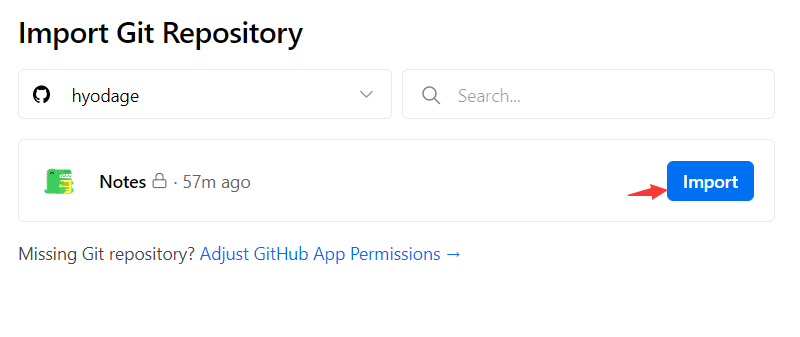 Import Git Repository
hyodage
Search...
Notes · 57m ago
Import
Missing Git repository? Adjust GitHub App Permissions →